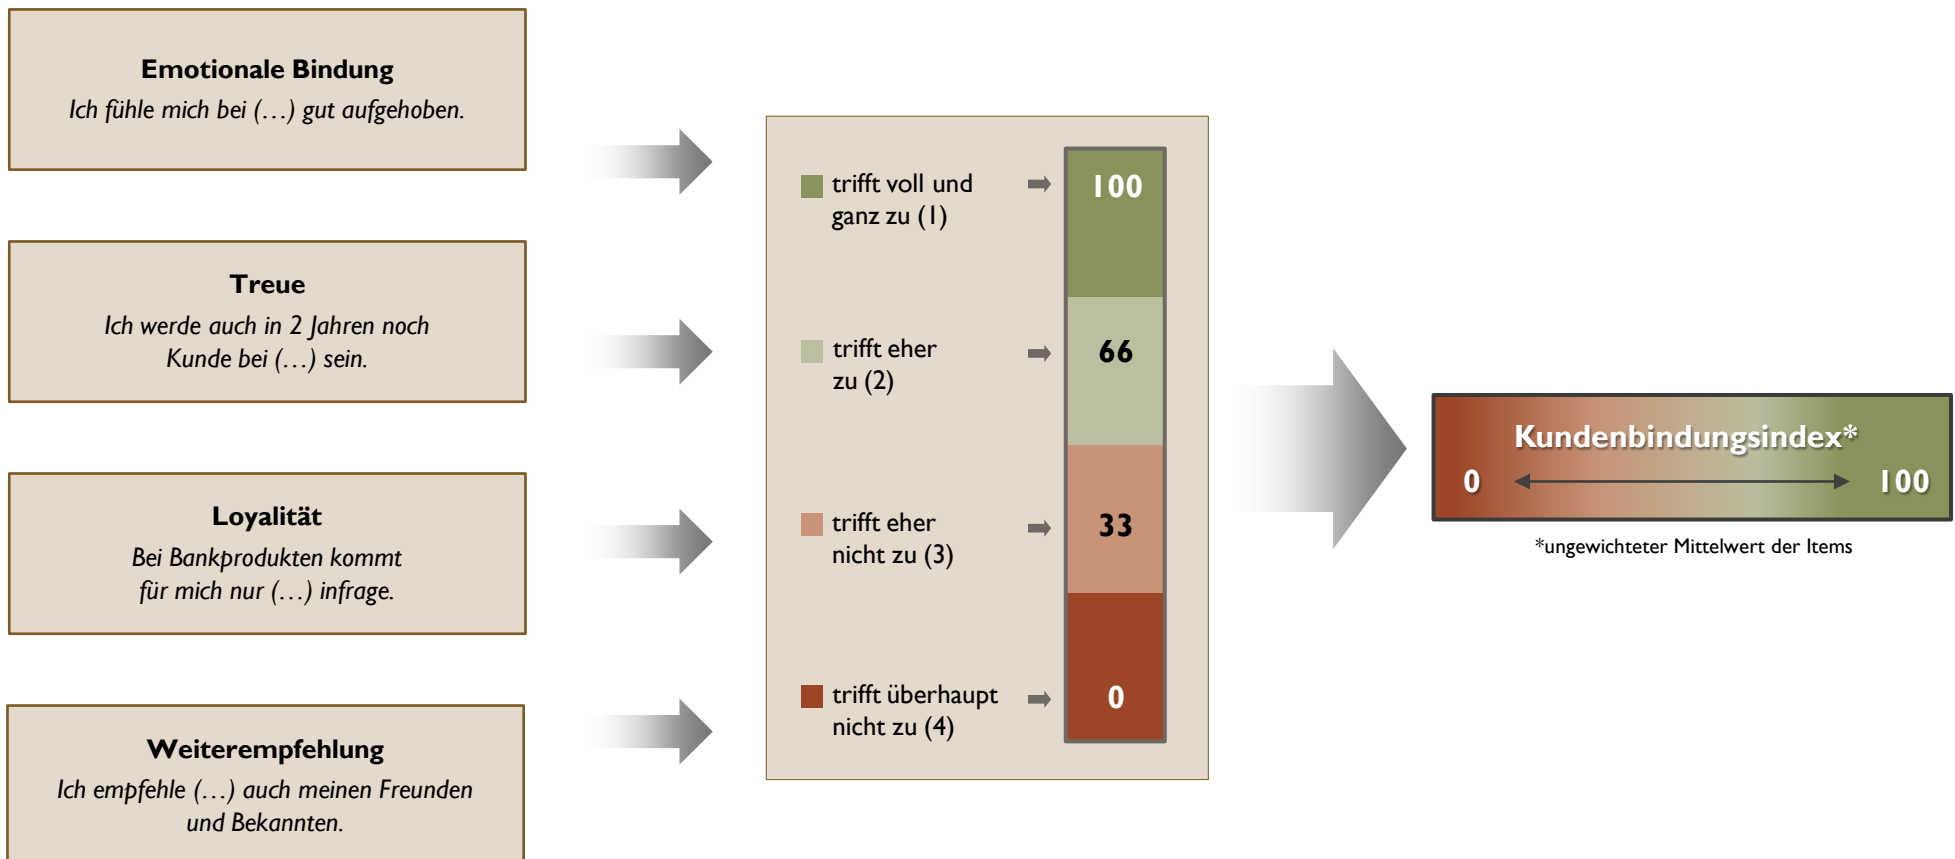 Emotionale Bindung
Ich fühle mich bei (…) gut aufgehoben.
Treue
Ich werde auch in 2 Jahren noch
Kunde bei (…) sein.
Loyalität
Bei Bankprodukten kommt
für mich nur (…) infrage.
Weiterempfehlung
Ich empfehle (…) auch meinen Freunden
und Bekannten.
trifft voll und
ganz zu (1)
100
trifft eher
zu (2)
66
trifft eher
nicht zu (3)
33
trifft überhaupt
nicht zu (4)
0
Kundenbindungsindex*
0 100
*ungewichteter Mittelwert der Items